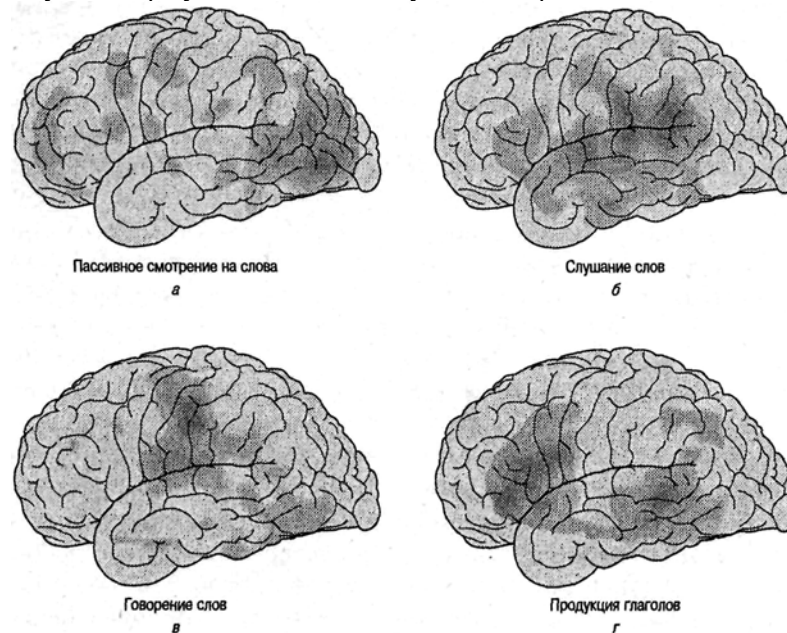 Пассивное смотрение на слова
а
Слушание слов
б
Говорение слов
в
Продукция глаголов
г